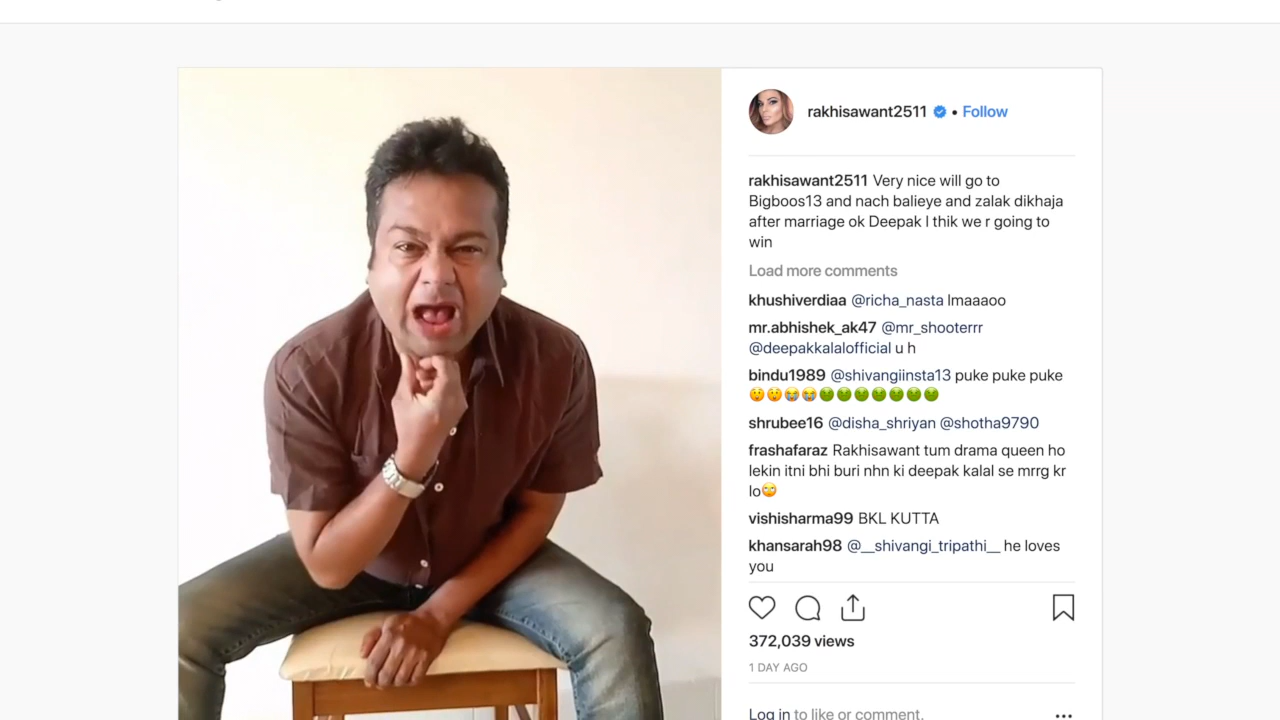 rakhisawant2511 • Follow
rakhisawant2511 Very nice will go to
Bigboos13 and nach balieye and zalak dikhaja
after marriage ok Deepak I thik we r going to
win
Load more comments
khushiverdiaa @richa_nasta lmaaaoo
mr.abhishek_ak47 @mr_shooterrr
@deepakkalalofficial u h
bindu1989 @shivangiinsta13 puke puke puke
😲😲😭😭🤢🤢🤢🤢🤢🤢🤢
shrubee16 @disha_shriyan @shotha9790
frashafaraz Rakhisawant tum drama queen ho
lekin itni bhi buri nhn ki deepak kalal se mrrg kr
lo🙄
vishisharma99 BKL KUTTA
khansarah98 @__shivangi_tripathi__ he loves
you
372,039 views
1 DAY AGO
Log in to like or comment.